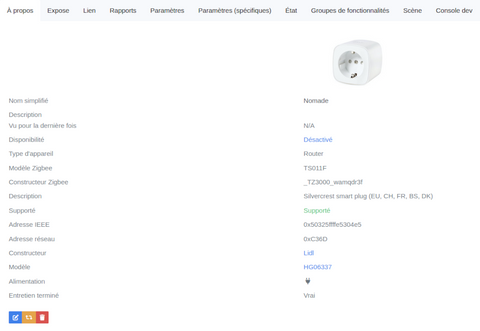 À propos Expose Lien Rapports Paramètres Paramètres (spécifiques) État Groupes de fonctionnalités Scène Console dev
Nom simplifié Nomade
Description
Vu pour la dernière fois N/A
Disponibilité Désactivé
Type d'appareil Router
Modèle Zigbee TS011F
Constructeur Zigbee _TZ3000_wamqdr3f
Description Silvercrest smart plug (EU, CH, FR, BS, DK)
Supporté Supporté
Adresse IEEE 0x50325ffffe5304e5
Adresse réseau 0xC36D
Constructeur Lidl
Modèle HG06337
Alimentation
Entretien terminé Vrai